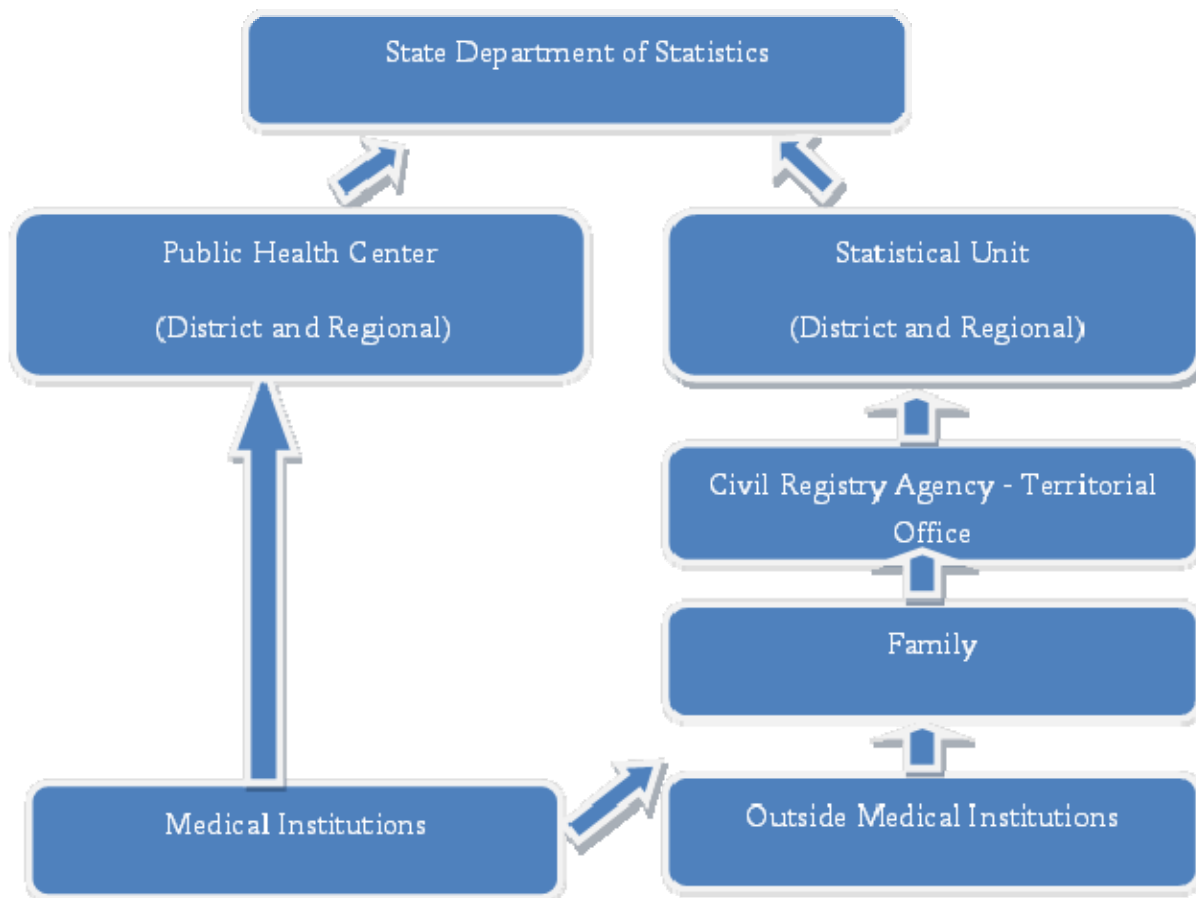 State Department of Statistics
Public Health Center
(District and Regional)
Statistical Unit
(District and Regional)
Civil Registry Agency - Territorial
Office
Family
Medical Institutions
Outside Medical Institutions